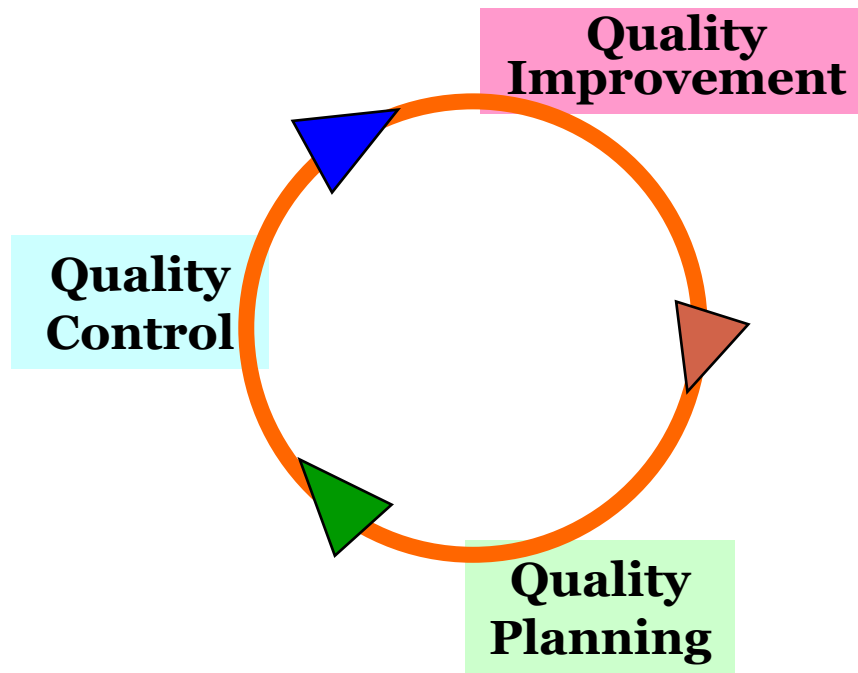 Quality
Improvement
Quality
Control
Quality
Planning